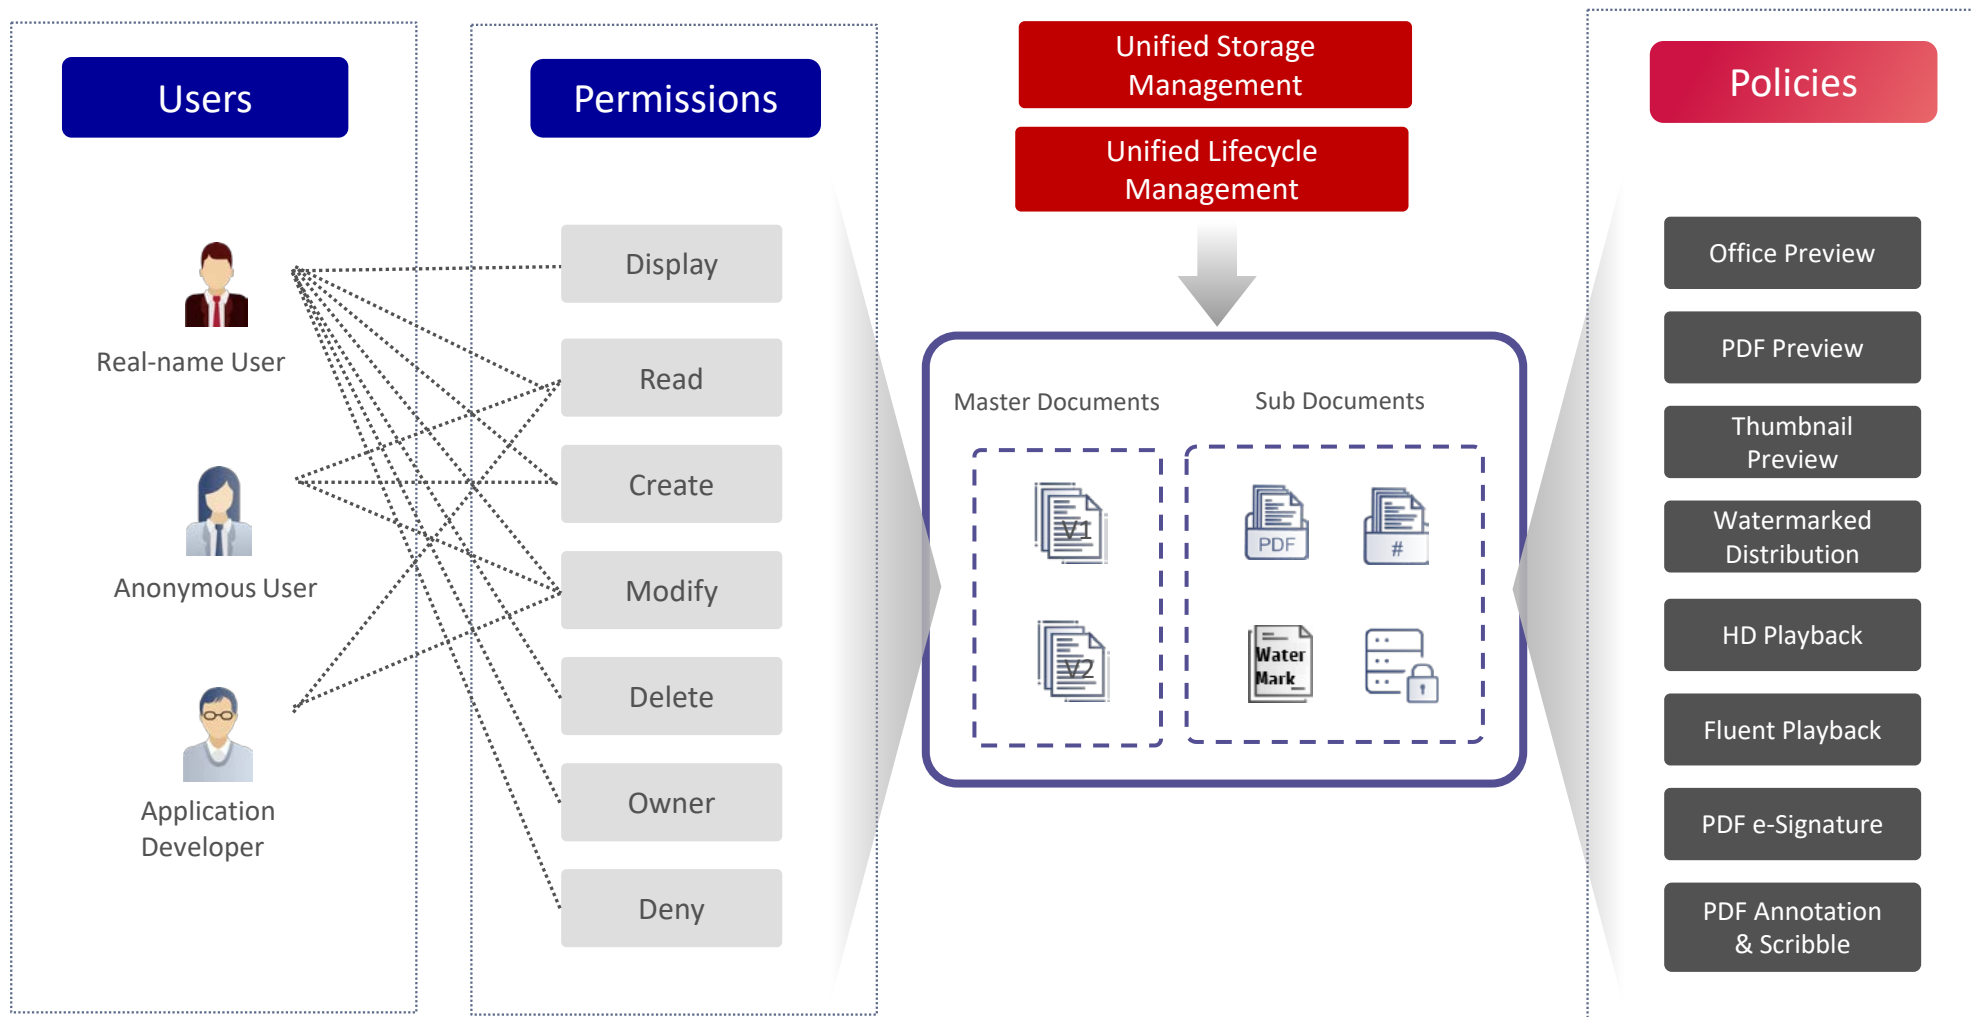 Users
Real-name User
Anonymous User
Application
Developer
Permissions
Display
Read
Create
Modify
Delete
Owner
Deny
Unified Storage
Management
Unified Lifecycle
Management
Master Documents
V1
V2
Sub Documents
PDF
#
Water
Mark
Policies
Office Preview
PDF Preview
Thumbnail
Preview
Watermarked
Distribution
HD Playback
Fluent Playback
PDF e-Signature
PDF Annotation
& Scribble